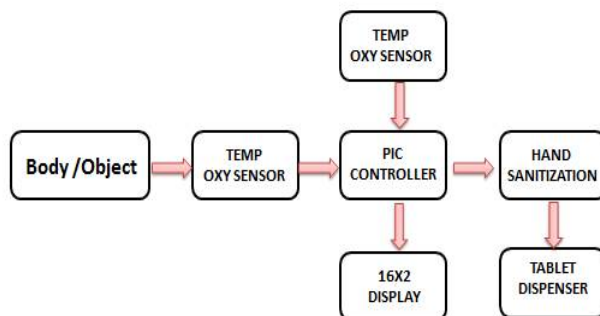 TEMP
OXY SENSOR
Body /Object
TEMP
OXY SENSOR
PIC
CONTROLLER
HAND
SANITIZATION
16X2
DISPLAY
TABLET
DISPENSER